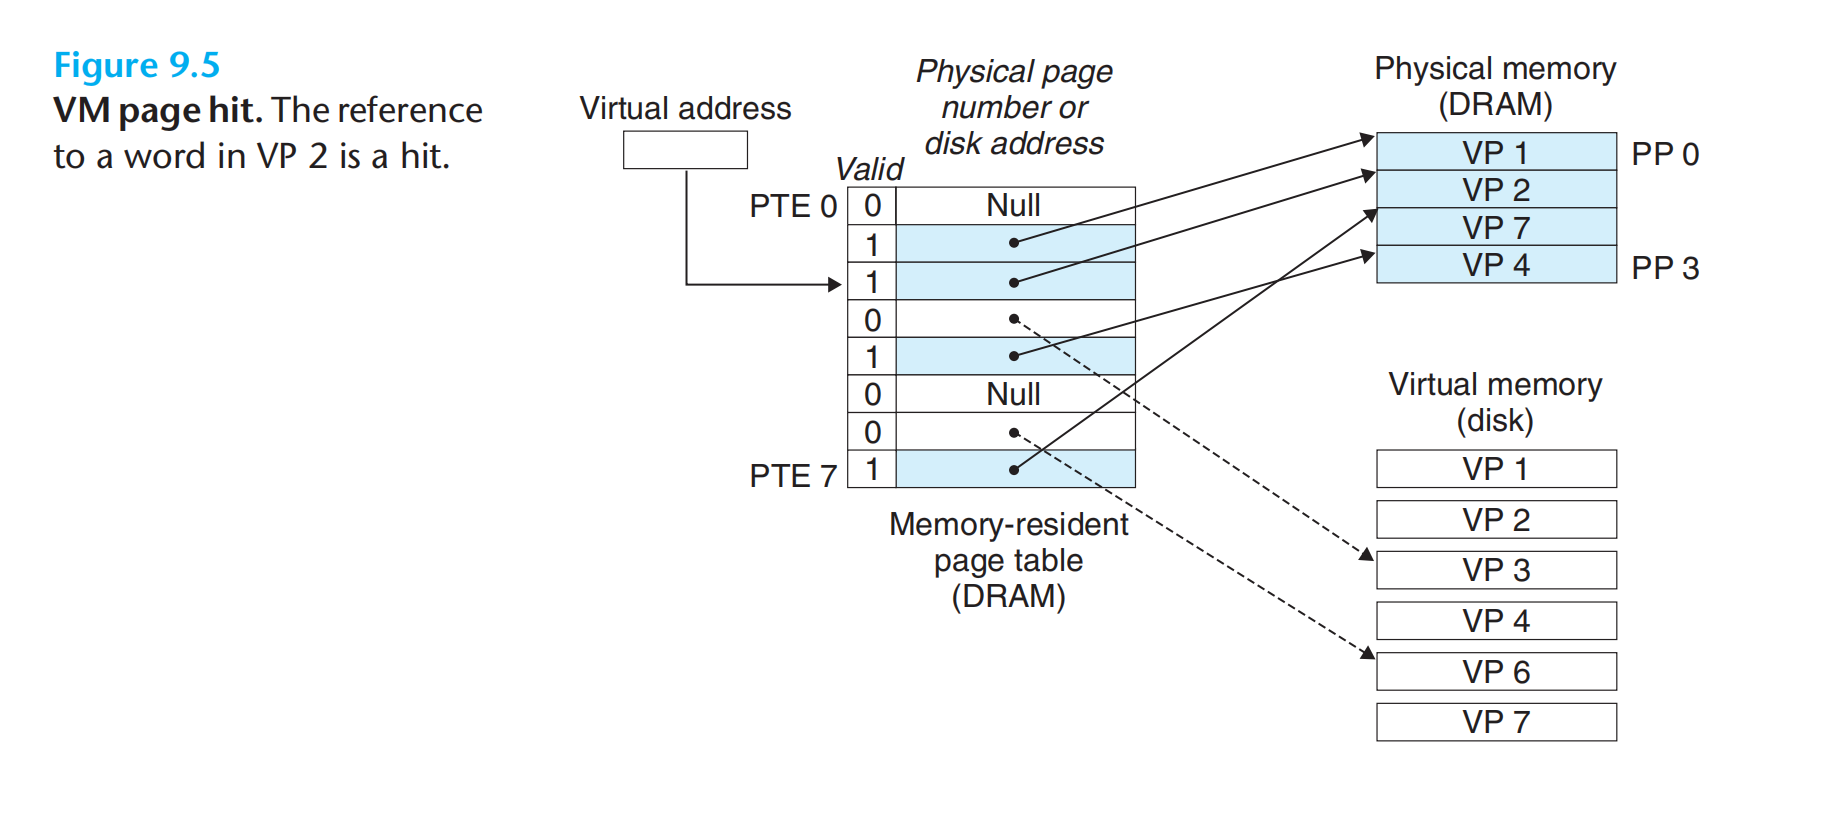 Figure 9.5
VM page hit. The reference
to a word in VP 2 is a hit.
Virtual address
Physical page
number or
disk address
Valid
PTE 0
0 Null
1
1
0
1
0 Null
0
PTE 7
1
Memory-resident
page table
(DRAM)
Physical memory
(DRAM)
VP 1
PP 0
VP 2
VP 7
VP 4
PP 3
Virtual memory
(disk)
VP 1
VP 2
VP 3
VP 4
VP 6
VP 7